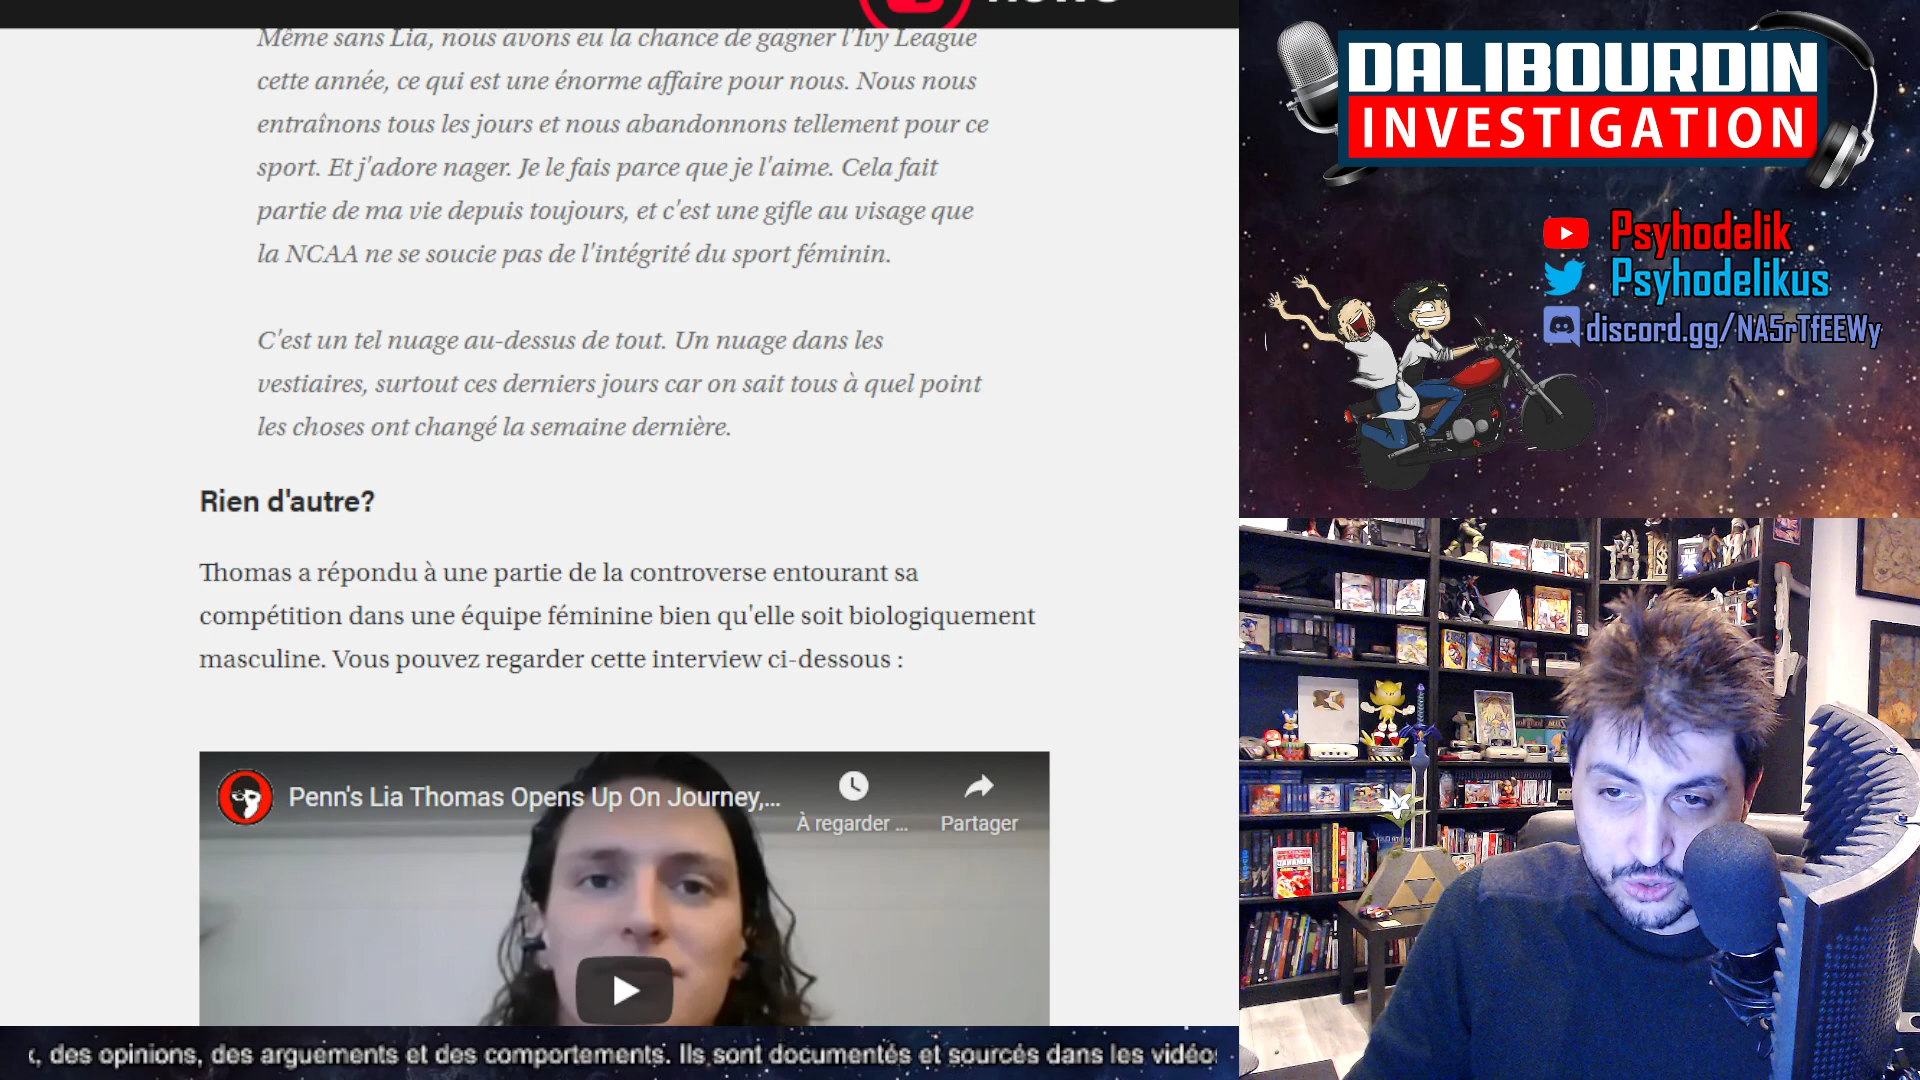 Même sans Lia, nous avons eu la chance de gagner l'Ivy League
cette année, ce qui est une énorme affaire pour nous. Nous nous
entraînons tous les jours et nous abandonnons tellement pour ce
sport. Et j'adore nager. Je le fais parce que je l'aime. Cela fait
partie de ma vie depuis toujours, et c'est une gifle au visage que
la NCAA ne se soucie pas de l'intégrité du sport féminin.
C'est un tel nuage au-dessus de tout. Un nuage dans les
vestiaires, surtout ces derniers jours car on sait tous à quel point
les choses ont changé la semaine dernière.
Rien d'autre?
Thomas a répondu à une partie de la controverse entourant sa
compétition dans une équipe féminine bien qu'elle soit biologiquement
masculine. Vous pouvez regarder cette interview ci-dessous :
Penn's Lia Thomas Opens Up On Journey,...
À regarder ...
Partager
, des opinions, des arguements et des comportements. Ils sont documentés et sourcés dans les vidéo
DALIBOURDIN
INVESTIGATION
Psyhodelik
Psyhodelikus
discord.gg/NA5rTfEEWy